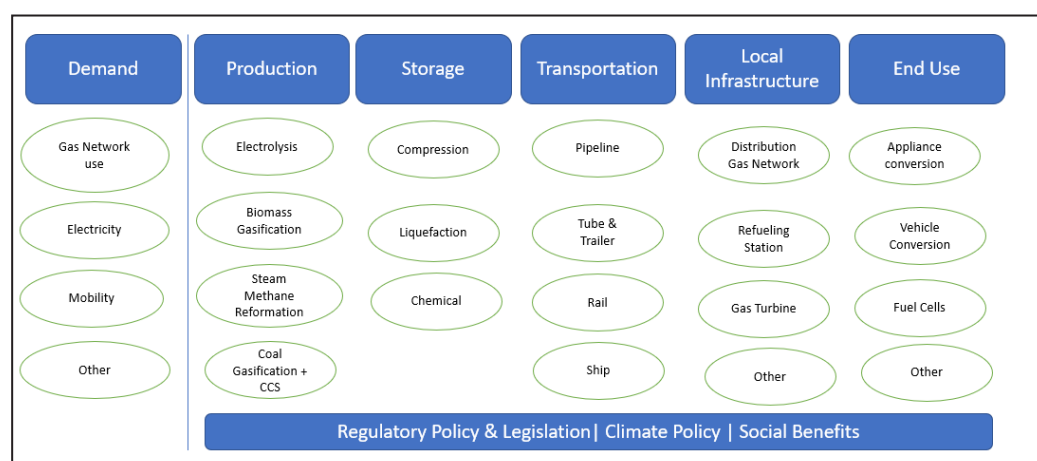 Demand
Production
Storage
Transportation
Local
Infrastructure
End Use
Gas Network
use
Electrolysis
Compression
Pipeline
Distribution
Gas Network
Appliance
conversion
Electricity
Biomass
Gasification
Liquefaction
Tube &
Trailer
Refueling
Station
Vehicle
Conversion
Mobility
Steam
Methane
Reformation
Chemical
Rail
Gas Turbine
Fuel Cells
Other
Coal
Gasification +
CCS
Ship
Other
Other
Regulatory Policy & Legislation| Climate Policy | Social Benefits